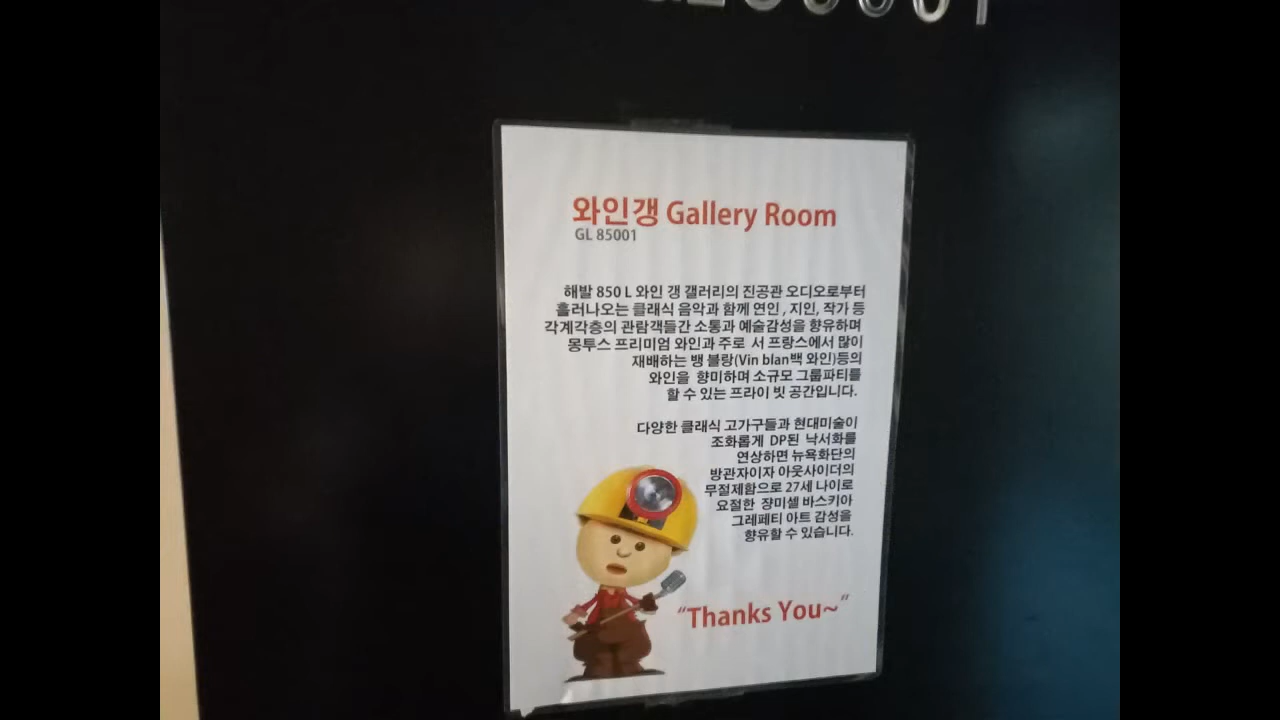 와인갱 Gallery Room
GL 85001
해발 850 L 와인 갱 갤러리의 진공관 오디오로부터
흘러나오는 클래식 음악과 함께 연인 , 지인, 작가 등
각계각층의 관람객들간 소통과 예술감성을 향유하며
몽투스 프리미엄 와인과 주로 서 프랑스에서 많이
재배하는 뱅 블랑(Vin blan백 와인)등의
와인을 향미하며 소규모 그룹파티를
할 수 있는 프라이 빗 공간입니다.
다양한 클래식 고가구들과 현대미술이
조화롭게 DP된 낙서화를
연상하면 뉴욕화단의
방관자이자 아웃사이더의
무절제함으로 27세 나이로
요절한 쟝미셀 바스키아
그레페티 아트 감성을
향유할 수 있습니다.
“Thanks You~“